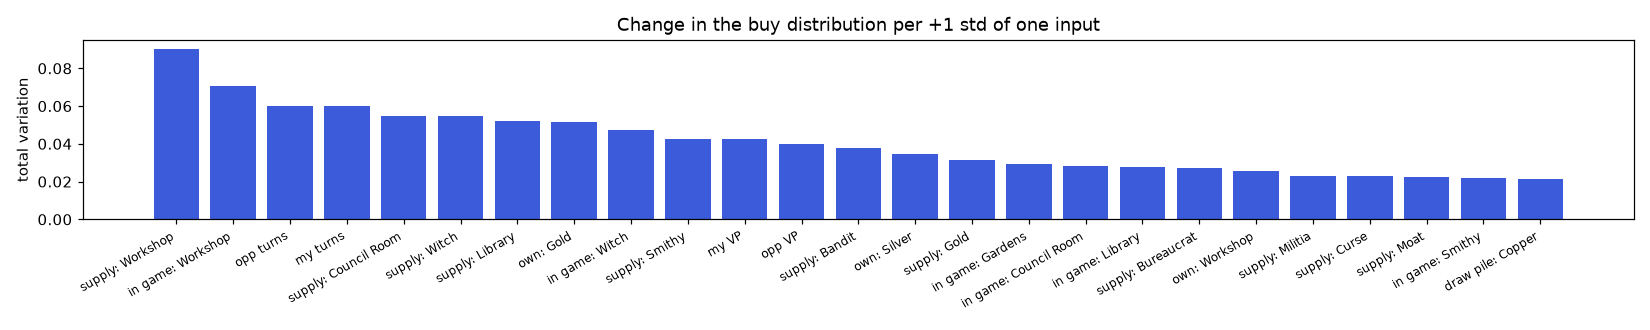 Change in the buy distribution per +1 std of one input
total variation
0.08
0.06
0.04
0.02
0.00
supply: Workshop
in game: Workshop
opp turns
my turns
supply: Council Room
supply: Witch
supply: Library
own: Gold
in game: Witch
supply: Smithy
my VP
opp VP
supply: Bandit
own: Silver
supply: Gold
in game: Gardens
in game: Council Room
in game: Library
supply: Bureaucrat
own: Workshop
supply: Militia
supply: Curse
supply: Moat
in game: Smithy
draw pile: Copper